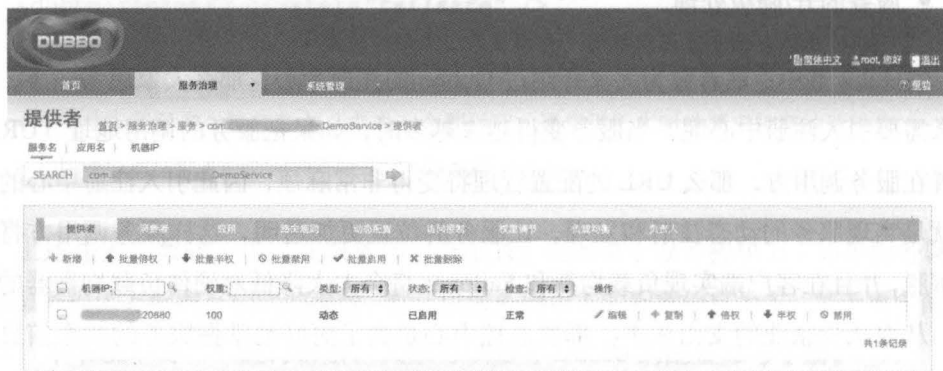 DUBBO
简体中文 root, 您好 退出
首页 服务治理 系统管理 帮助
提供者 首页 > 服务治理 > 服务 > com. DemoService > 提供者
服务名 | 应用名 | 机器IP
SEARCH com. DemoService
提供者 消费者 应用 路由规则 动态配置 访问控制 权重调节 负载均衡 负责人
新增 | 批量倍权 | 批量半权 | 批量禁用 | 批量启用 | 批量删除
机器IP: 权重: 类型: 所有 状态: 所有 检查: 所有 操作
:20880 100 动态 已启用 正常 编辑 | 复制 | 倍权 | 半权 | 禁用
共1条记录